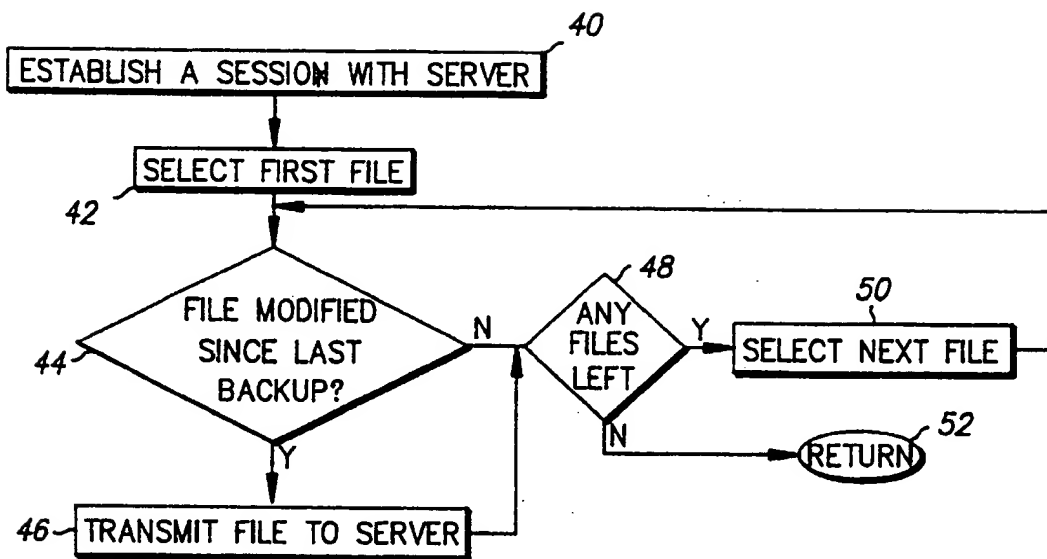 40
ESTABLISH A SESSION WITH SERVER
SELECT FIRST FILE
42
FILE MODIFIED
SINCE LAST
BACKUP?
44
N
Y
46
TRANSMIT FILE TO SERVER
48
ANY
FILES
LEFT
Y
N
50
SELECT NEXT FILE
52
RETURN